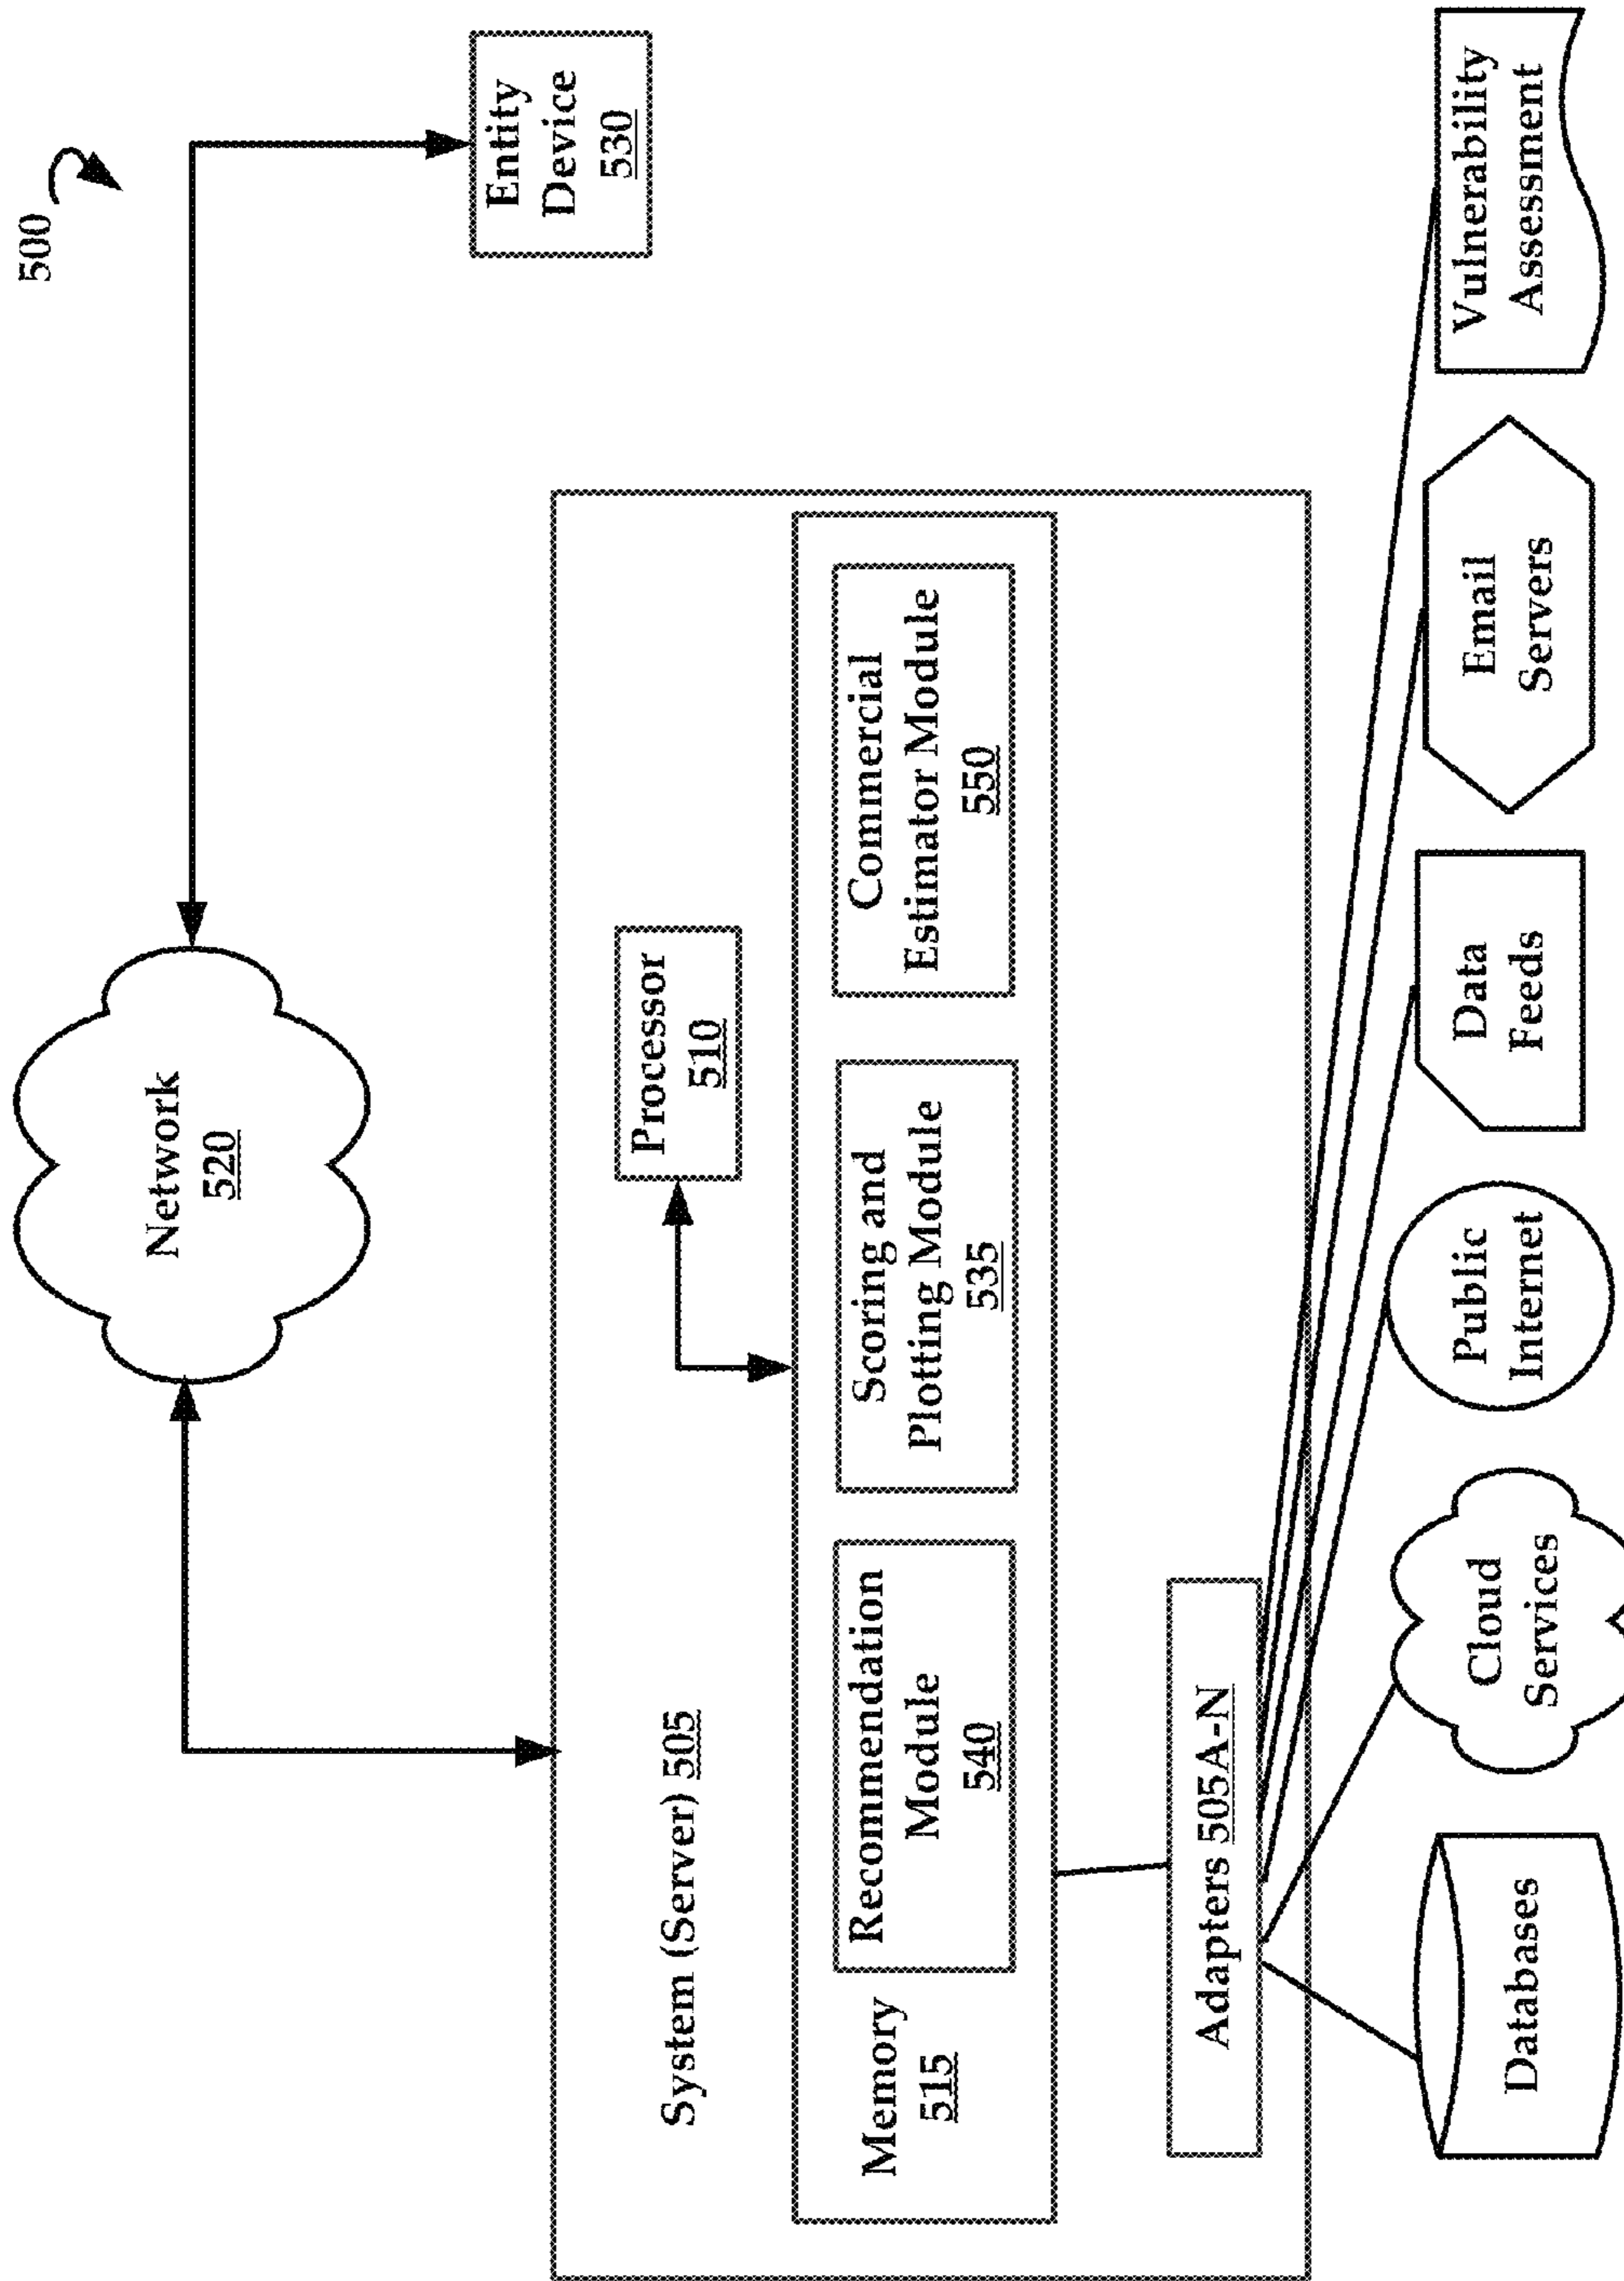 500
Network
520
Entity
Device
530
System (Server) 505
Processor
510
Memory
515
Recommendation
Module
540
Scoring and
Plotting Module
535
Commercial
Estimator Module
550
Adapters 505A-N
Databases
Cloud
Services
Public
Internet
Data
Feeds
Email
Servers
Vulnerability
Assessment